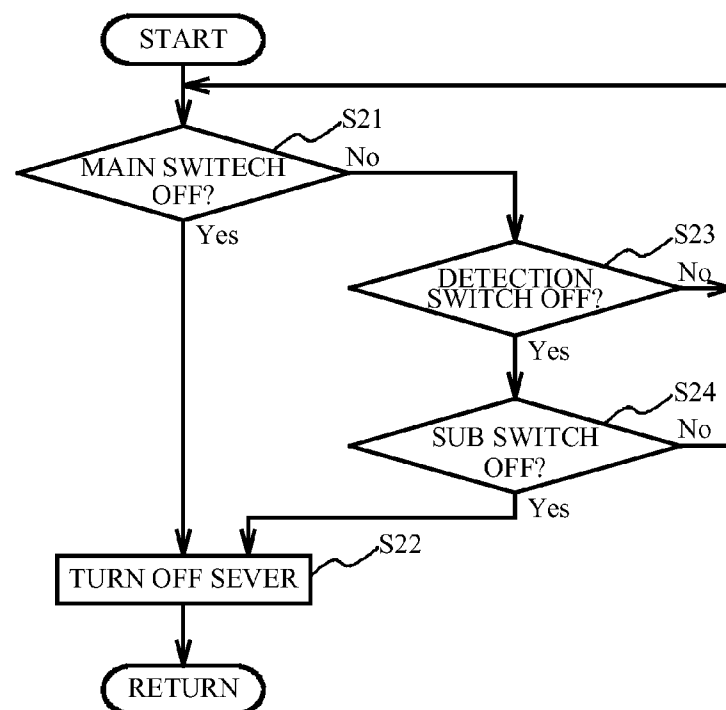 START
S21
MAIN SWITECH
OFF?
No
Yes
S23
DETECTION
SWITCH OFF?
No
Yes
S24
SUB SWITCH
OFF?
No
Yes
S22
TURN OFF SEVER
RETURN